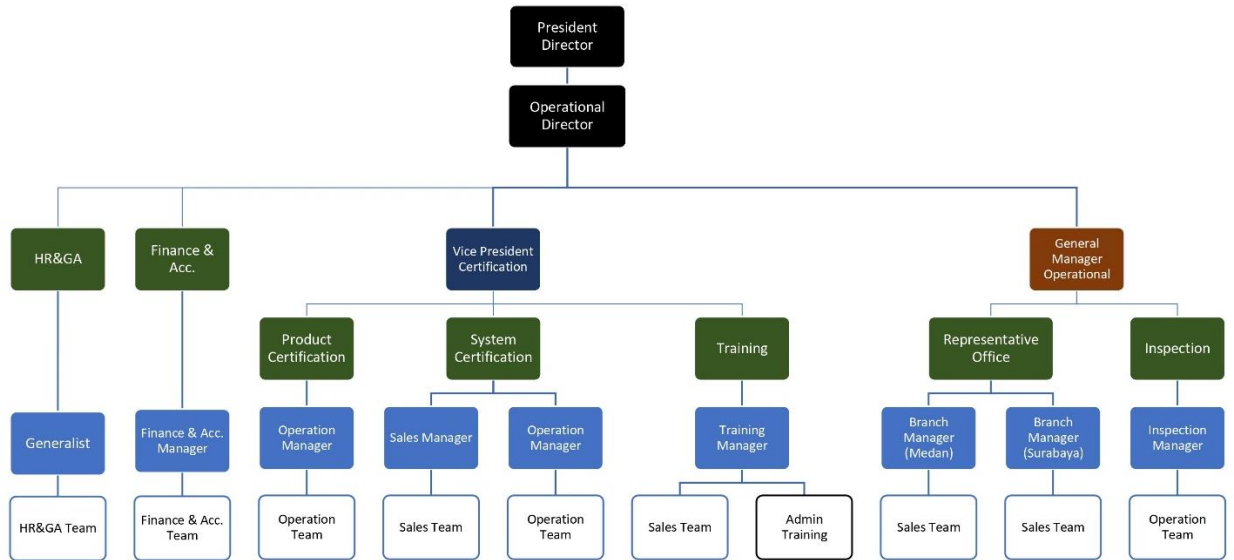 President
Director
Operational
Director
HR&GA
Finance &
Acc.
Vice President
Certification
General
Manager
Operational
Product
Certification
System
Certification
Training
Representative
Office
Inspection
Generalist
Finance & Acc.
Manager
Operation
Manager
Sales Manager
Operation
Manager
Training
Manager
Branch
Manager
(Medan)
Branch
Manager
(Surabaya)
Inspection
Manager
HR&GA Team
Finance & Acc.
Team
Operation
Team
Sales Team
Operation
Team
Sales Team
Admin
Training
Sales Team
Sales Team
Operation
Team